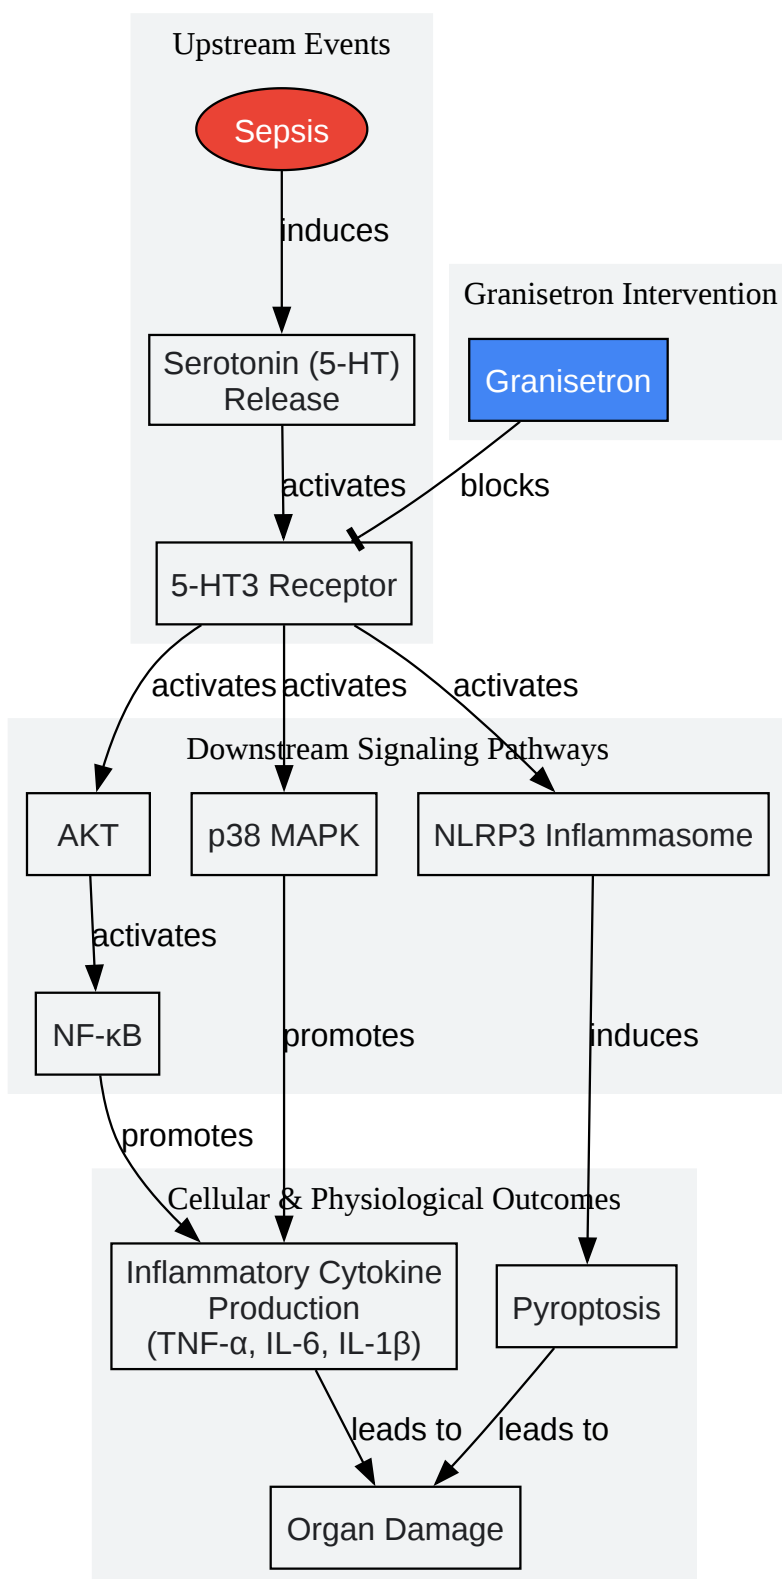 Upstream Events
Sepsis
induces
Granisetron Intervention
Serotonin (5-HT)
Release
Granisetron
activates
blocks
5-HT3 Receptor
activates
activates
activates
Downstream Signaling Pathways
AKT
p38 MAPK
NLRP3 Inflammasome
activates
NF-κB
promotes
induces
promotes
Cellular & Physiological Outcomes
Inflammatory Cytokine
Production
(TNF-α, IL-6, IL-1β)
Pyroptosis
leads to
leads to
Organ Damage